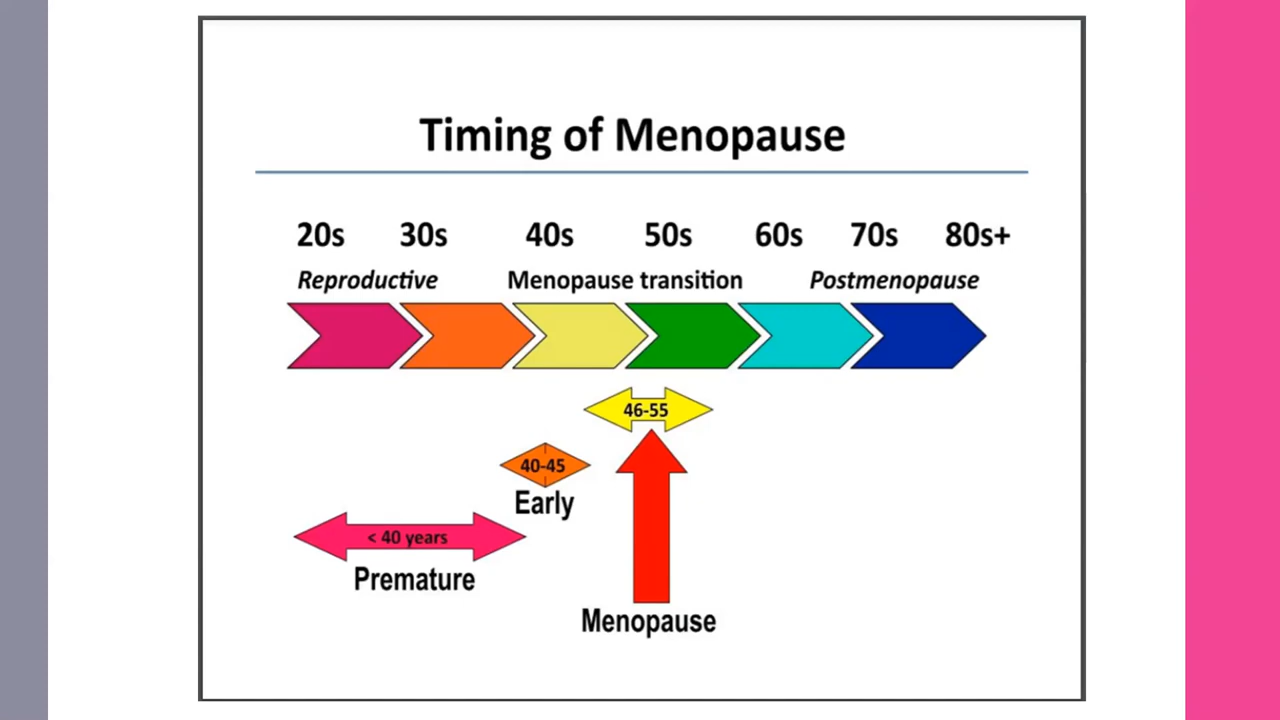 Timing of Menopause
20s 30s 40s 50s 60s 70s 80s+
Reproductive Menopause transition Postmenopause
46-55
40-45
Early
< 40 years
Premature
Menopause